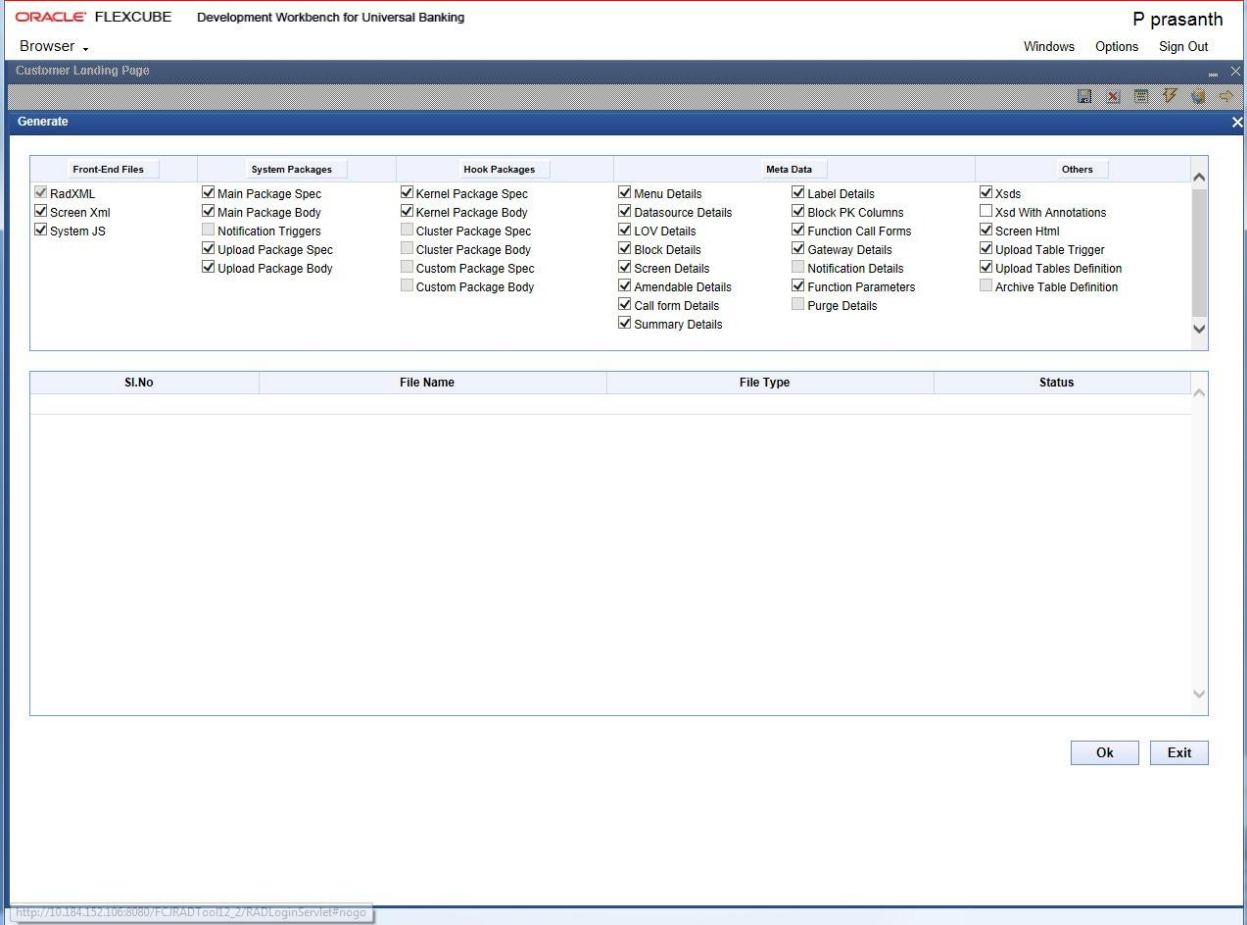 ORACLE FLEXCUBE Development Workbench for Universal Banking
P prasanth
Browser
Windows Options Sign Out
Customer Landing Page
Generate
Front-End Files System Packages Hook Packages Meta Data Others
RadXML Main Package Spec Kernel Package Spec Menu Details Label Details Xsds
Screen Xml Main Package Body Kernel Package Body Datasource Details Block PK Columns Xsd With Annotations
System JS Notification Triggers Cluster Package Spec LOV Details Function Call Forms Screen Html
Upload Package Spec Cluster Package Body Block Details Gateway Details Upload Table Trigger
Upload Package Body Custom Package Spec Screen Details Notification Details Upload Tables Definition
Custom Package Body Amendable Details Function Parameters Archive Table Definition
Call form Details Purge Details
Summary Details
Sl.No File Name File Type Status
Ok Exit
http://10.184.152.106:8080/FCJRADTool12_2/RADLoginServlet#nogo